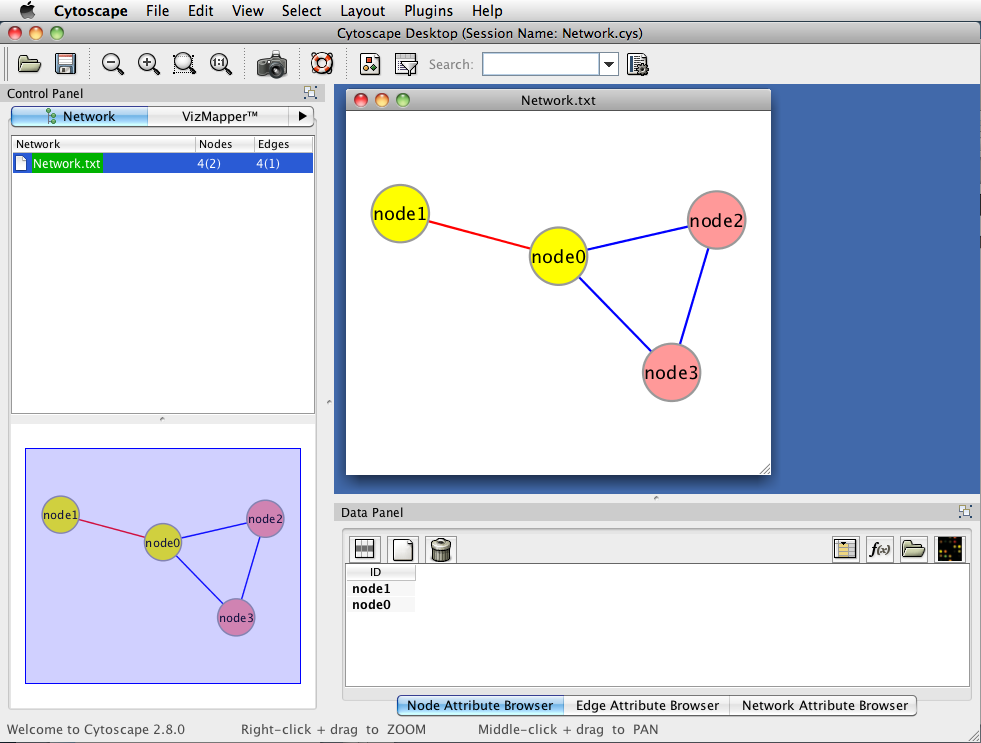 Cytoscape File Edit View Select Layout Plugins Help
Cytoscape Desktop (Session Name: Network.cys)
1:1
Search:
Control Panel
Network VizMapper™
Network Nodes Edges
Network.txt 4(2) 4(1)
Network.txt
node1
node2
node0
node3
node1
node2
node0
node3
Data Panel
f(x)
ID
node1
node0
Node Attribute Browser Edge Attribute Browser Network Attribute Browser
Welcome to Cytoscape 2.8.0 Right-click + drag to ZOOM Middle-click + drag to PAN